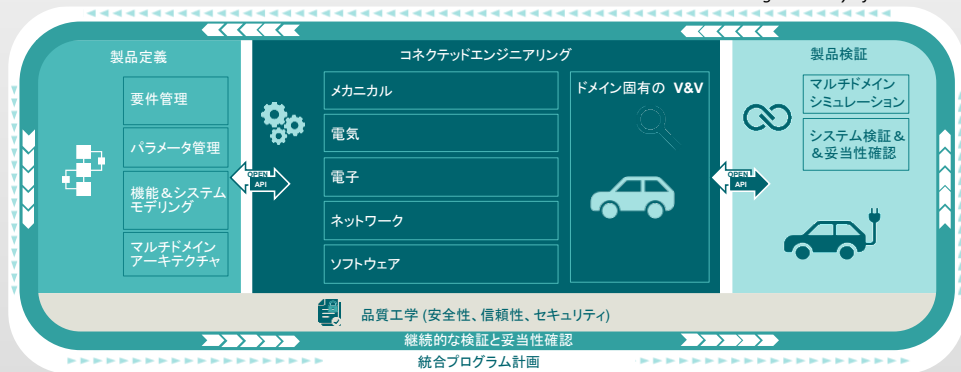 製品定義
要件管理
パラメータ管理
機能&システム
モデリング
マルチドメイン
アーキテクチャ
OPEN
API
コネクテッドエンジニアリング
メカニカル
電気
電子
ネットワーク
ソフトウェア
ドメイン固有の V&V
OPEN
API
製品検証
マルチドメイン
シミュレーション
システム検証&
&妥当性確認
品質工学 (安全性、信頼性、セキュリティ)
継続的な検証と妥当性確認
統合プログラム計画